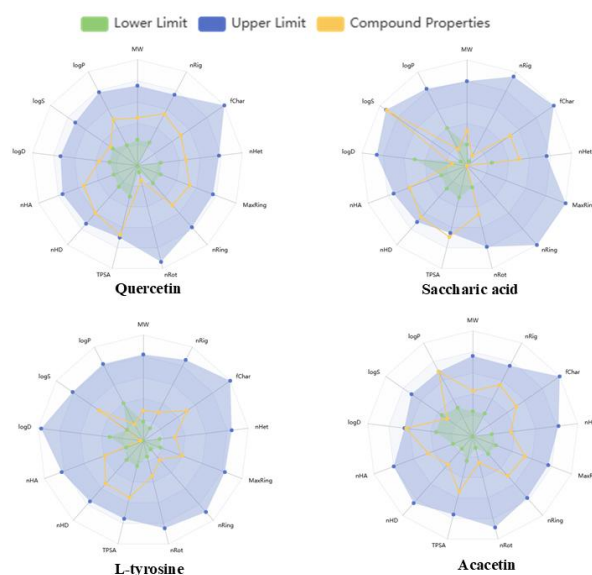 Lower Limit Upper Limit Compound Properties
MW
nRig
fChar
nHet
MaxRing
nRing
nRot
TPSA
nHD
nHA
logD
logS
logP
Quercetin
MW
nRig
fChar
nHet
MaxRing
nRing
nRot
TPSA
nHD
nHA
logD
logS
logP
Saccharic acid
MW
nRig
fChar
nHet
MaxRing
nRing
nRot
TPSA
nHD
nHA
logD
logS
logP
L-tyrosine
MW
nRig
fChar
nHet
MaxRing
nRing
nRot
TPSA
nHD
nHA
logD
logS
logP
Acacetin